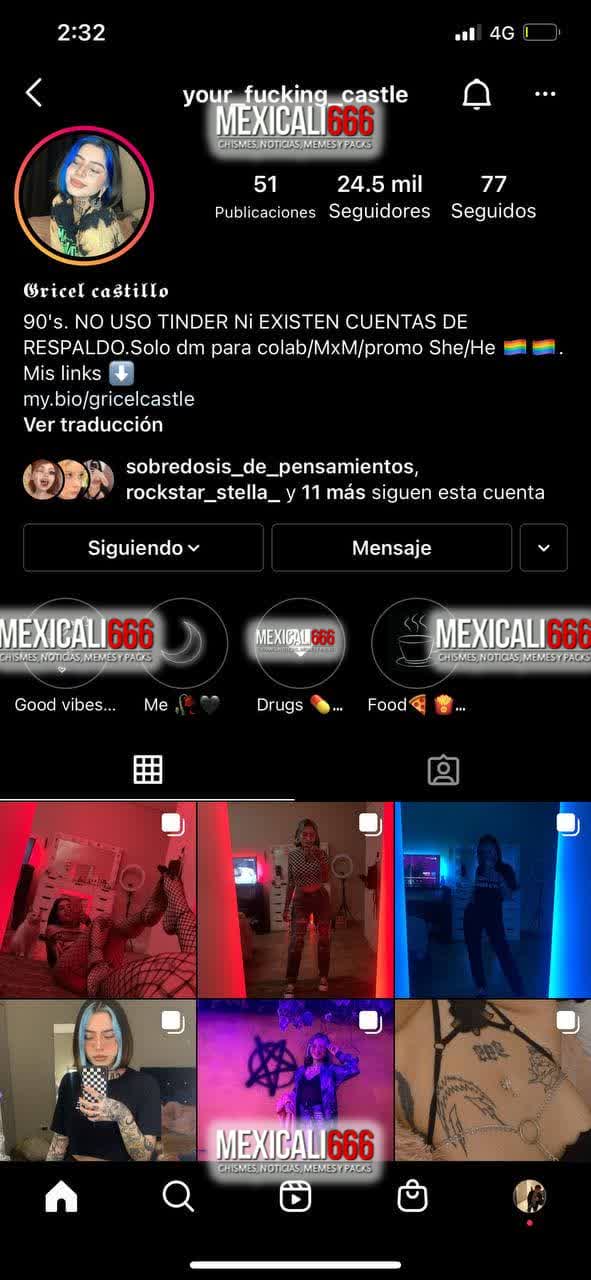 2:32
4G
your_fucking_castle
MEXICALI666
CHISMES, NOTICIAS, MEMES Y PACKS
51
24.5 mil
77
Publicaciones
Seguidores
Seguidos
Gricel castillo
90's. NO USO TINDER Ni EXISTEN CUENTAS DE
RESPALDO.Solo dm para colab/MxM/promo She/He 🏳️‍🌈 🏳️‍🌈 .
Mis links ⬇️
my.bio/gricelcastle
Ver traducción
sobredosis_de_pensamientos,
rockstar_stella_ y 11 más siguen esta cuenta
Siguiendo
Mensaje
MEXICALI666
CHISMES, NOTICIAS, MEMES Y PACKS
MEXICALI666
MEXICALI666
CHISMES, NOTICIAS, MEMES Y PACKS
Good vibes...
Me 🥀🖤
Drugs 💊...
Food🍕🍟...
MEXICALI666
CHISMES, NOTICIAS, MEMES Y PACKS